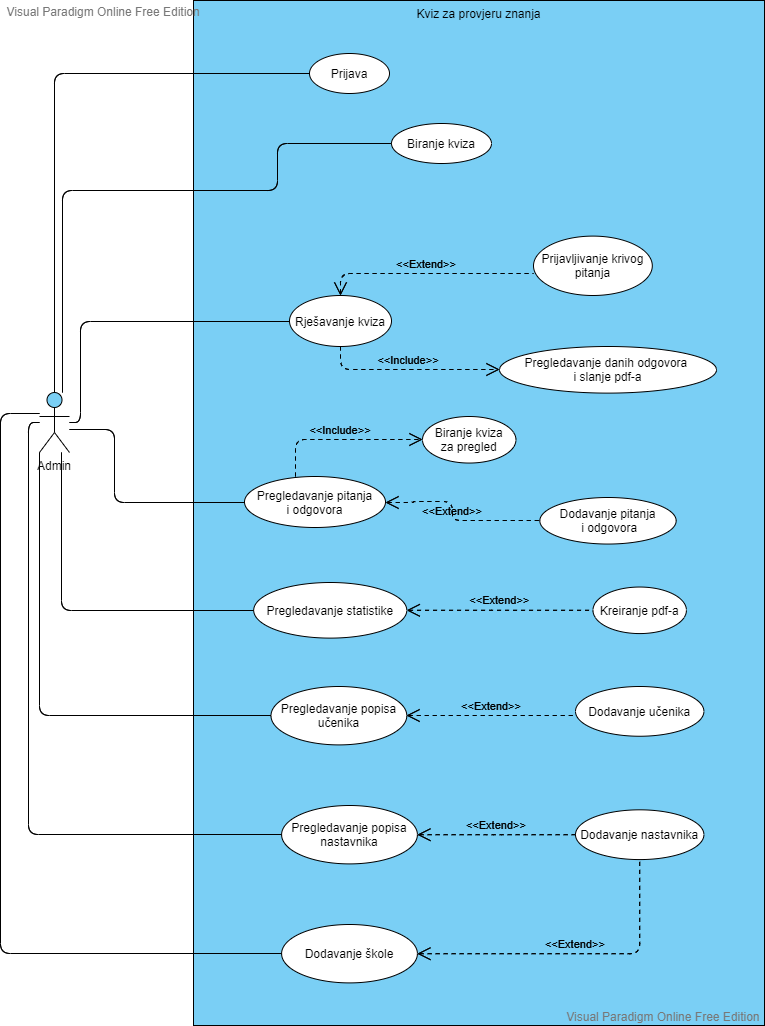 Visual Paradigm Online Free Edition
Kviz za provjeru znanja
Prijava
Biranje kviza
<<Extend>>
Prijavljivanje krivog
pitanja
Rješavanje kviza
<<Include>>
Pregledavanje danih odgovora
i slanje pdf-a
Admin
<<Include>>
Biranje kviza
za pregled
Pregledavanje pitanja
i odgovora
<<Extend>>
Dodavanje pitanja
i odgovora
Pregledavanje statistike
<<Extend>>
Kreiranje pdf-a
Pregledavanje popisa
učenika
<<Extend>>
Dodavanje učenika
Pregledavanje popisa
nastavnika
<<Extend>>
Dodavanje nastavnika
<<Extend>>
Dodavanje škole
Visual Paradigm Online Free Edition